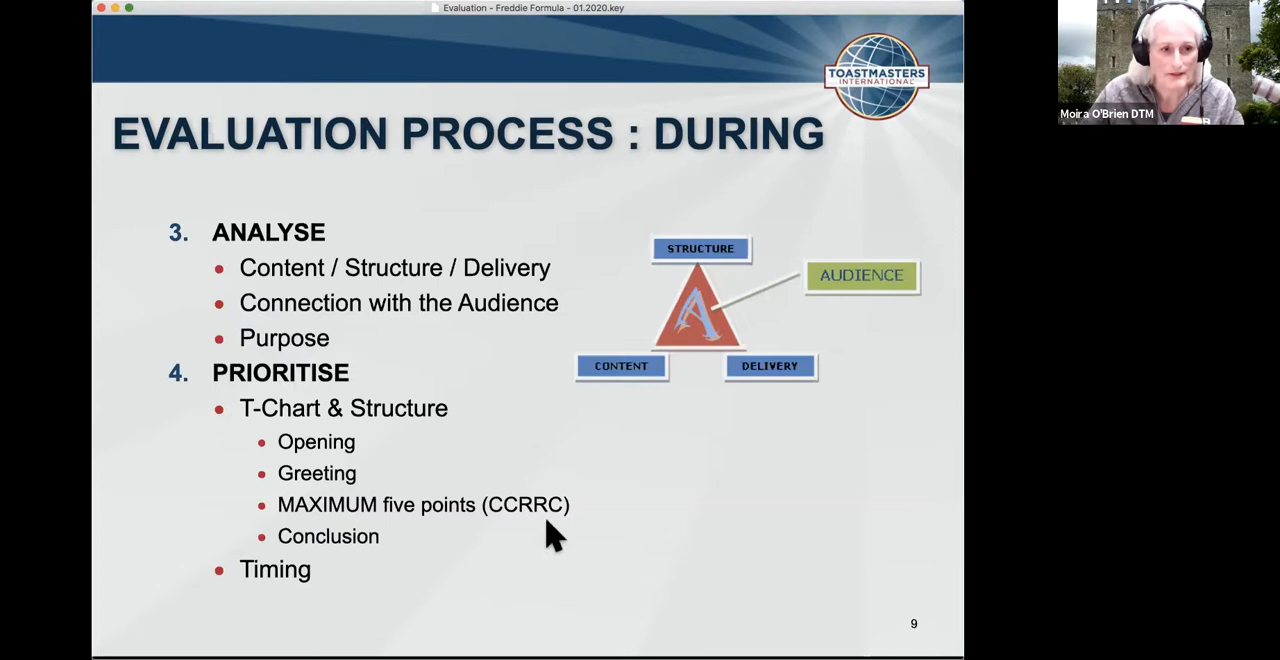 Evaluation - Freddie Formula - 01.2020.key
TOASTMASTERS
INTERNATIONAL
EVALUATION PROCESS : DURING
3. ANALYSE
• Content / Structure / Delivery
• Connection with the Audience
• Purpose
4. PRIORITISE
• T-Chart & Structure
• Opening
• Greeting
• MAXIMUM five points (CCRRC)
• Conclusion
• Timing
STRUCTURE
A
AUDIENCE
CONTENT
DELIVERY
9
Moira O'Brien DTM